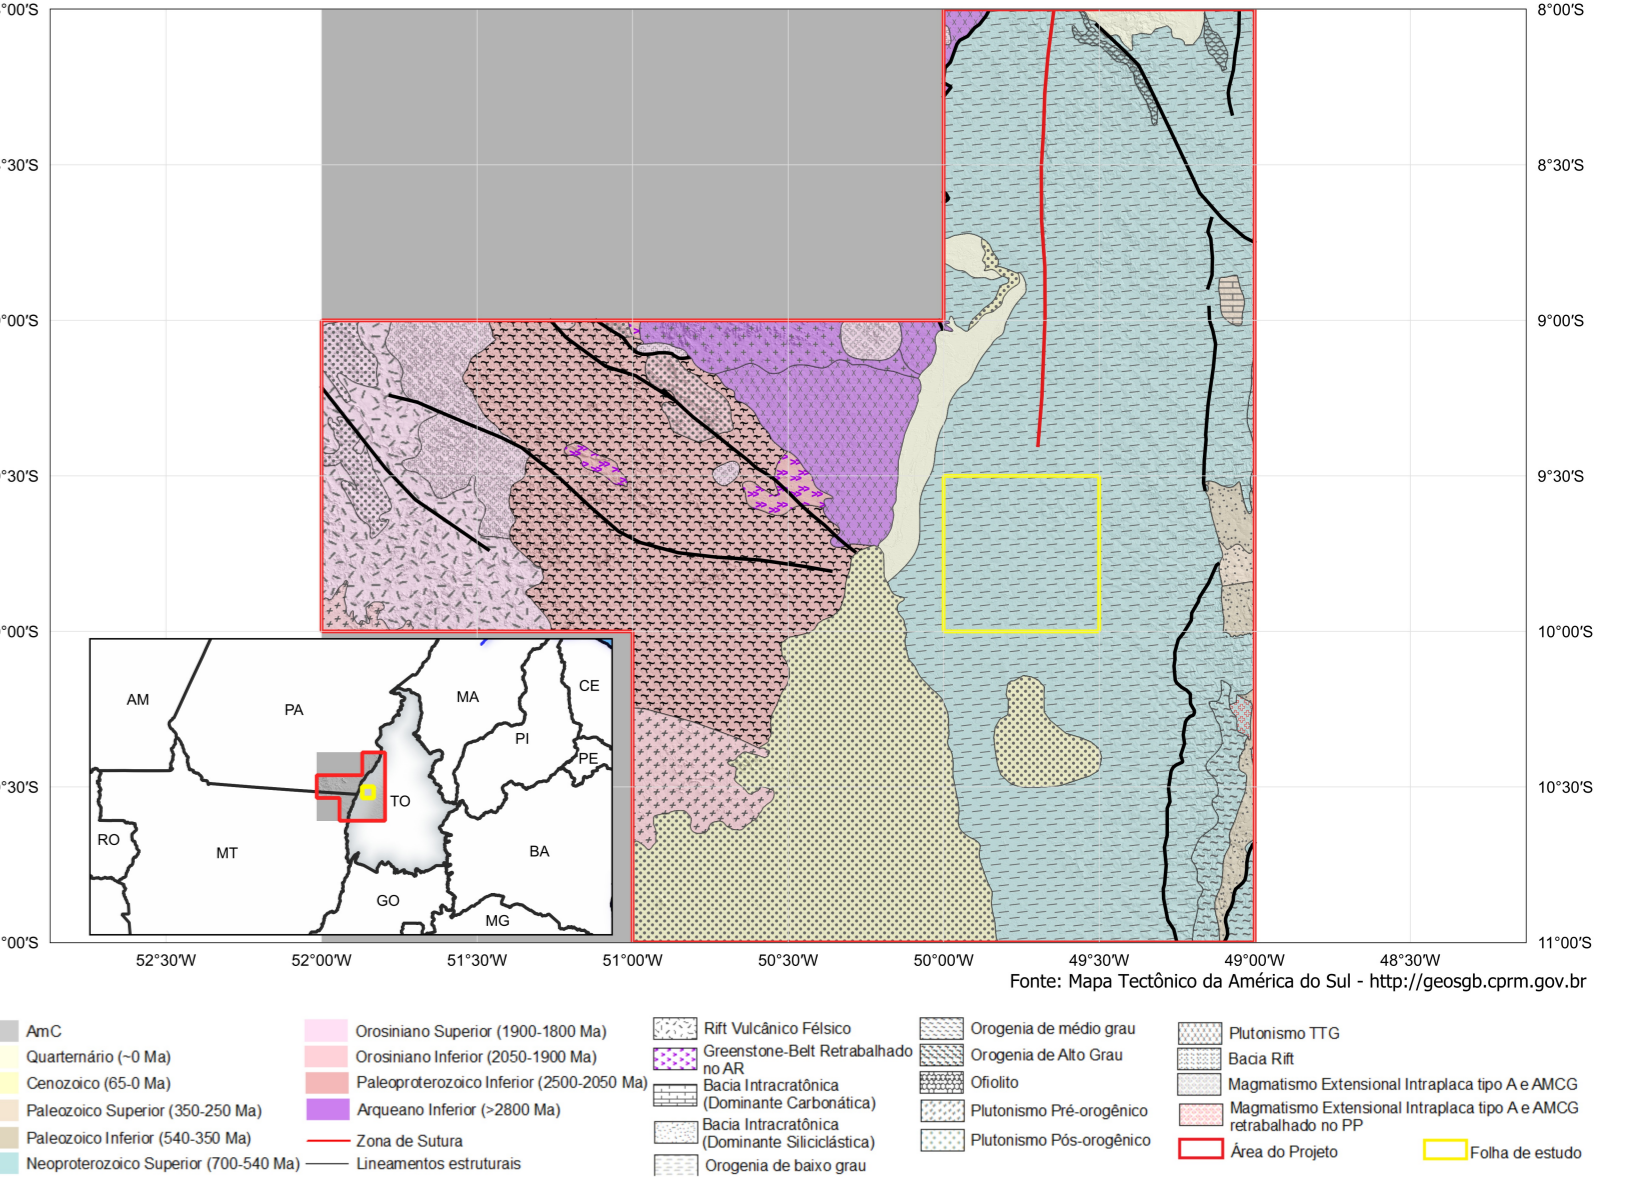 °00'S
8°00'S
°30'S
8°30'S
°00'S
9°00'S
°30'S
9°30'S
°00'S
10°00'S
°30'S
10°30'S
°00'S
11°00'S
AM
PA
MA
CE
PI
PE
TO
RO
MT
BA
GO
MG
52°30'W
52°00'W
51°30'W
51°00'W
50°30'W
50°00'W
49°30'W
49°00'W
48°30'W
Fonte: Mapa Tectônico da América do Sul - http://geosgb.cprm.gov.br
AmC
Quarternário (~0 Ma)
Cenozoico (65-0 Ma)
Paleozoico Superior (350-250 Ma)
Paleozoico Inferior (540-350 Ma)
Neoproterozoico Superior (700-540 Ma)
Orosiniano Superior (1900-1800 Ma)
Orosiniano Inferior (2050-1900 Ma)
Paleoproterozoico Inferior (2500-2050 Ma)
Arqueano Inferior (>2800 Ma)
Zona de Sutura
Lineamentos estruturais
Rift Vulcânico Félsico
Greenstone-Belt Retrabalhado
no AR
Bacia Intracratônica
(Dominante Carbonática)
Bacia Intracratônica
(Dominante Siliciclástica)
Orogenia de baixo grau
Orogenia de médio grau
Orogenia de Alto Grau
Ofiolito
Plutonismo Pré-orogênico
Plutonismo Pós-orogênico
Plutonismo TTG
Bacia Rift
Magmatismo Extensional Intraplaca tipo A e AMCG
Magmatismo Extensional Intraplaca tipo A e AMCG
retrabalhado no PP
Área do Projeto
Folha de estudo